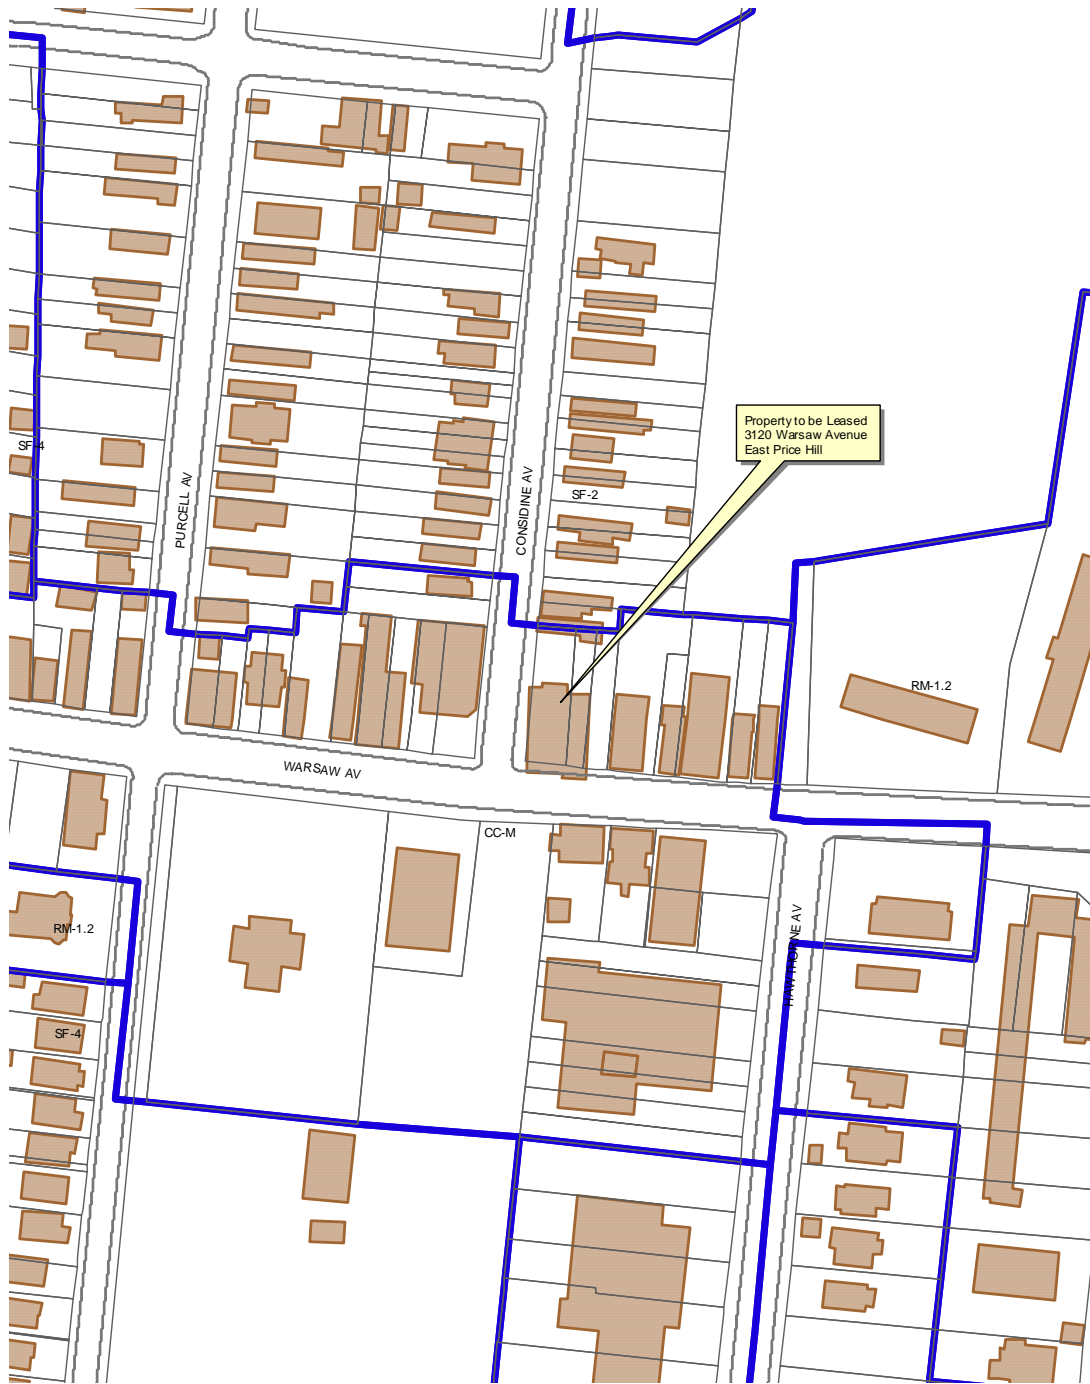 Property to be Leased
3120 Warsaw Avenue
East Price Hill
SF-4
PURCELL AV
CONSIDINE AV
SF-2
RM-1.2
WARSAW AV
CC-M
RM-1.2
HAWTHORNE AV
SF-4